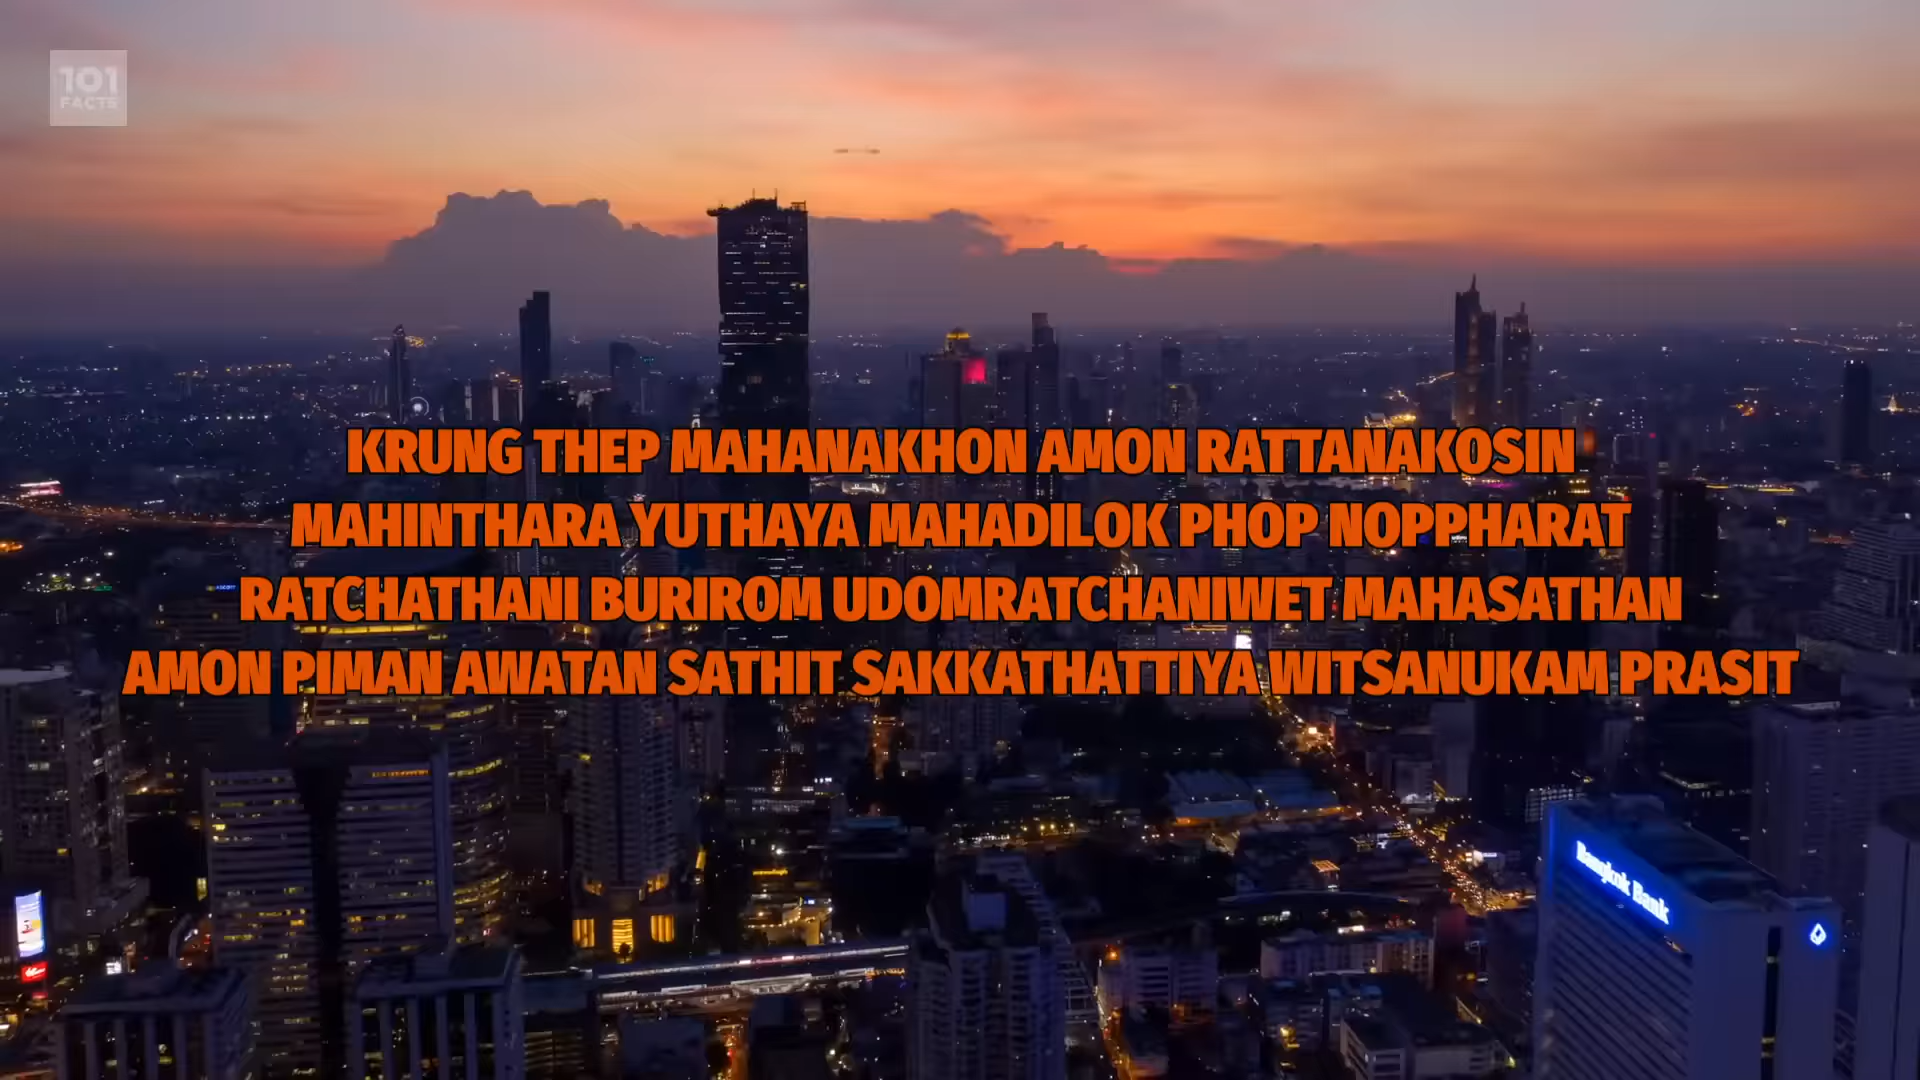 101
FACTS
KRUNG THEP MAHANAKHON AMON RATTANAKOSIN
MAHINTHARA YUTHAYA MAHADILOK PHOP NOPPHARAT
RATCHATHANI BURIROM UDOMRATCHANIWET MAHASATHAN
AMON PIMAN AWATAN SATHIT SAKKATHATTIYA WITSANUKAM PRASIT
Bangkok Bank